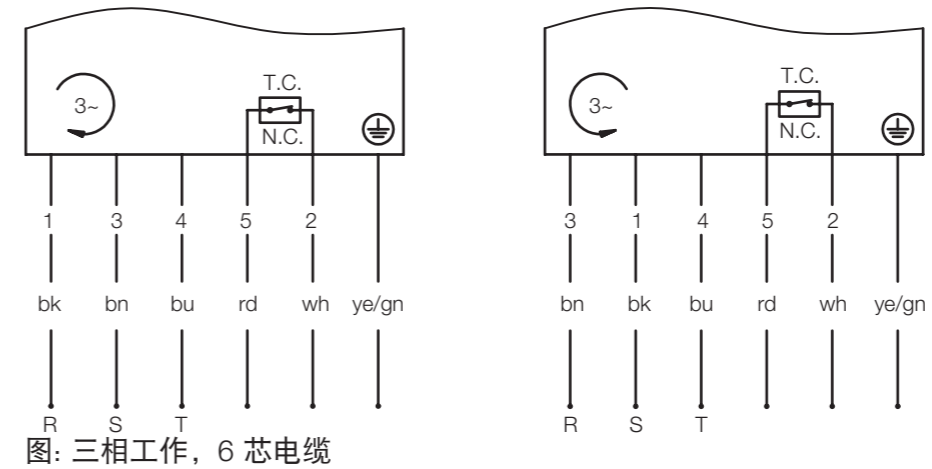 T.C. T.C.
3~ 3~
N.C. N.C.
1 3 4 5 2 3 1 4 5 2
bk bn bu rd wh ye/gn bn bk bu rd wh ye/gn
R S T R S T
图: 三相工作，6 芯电缆